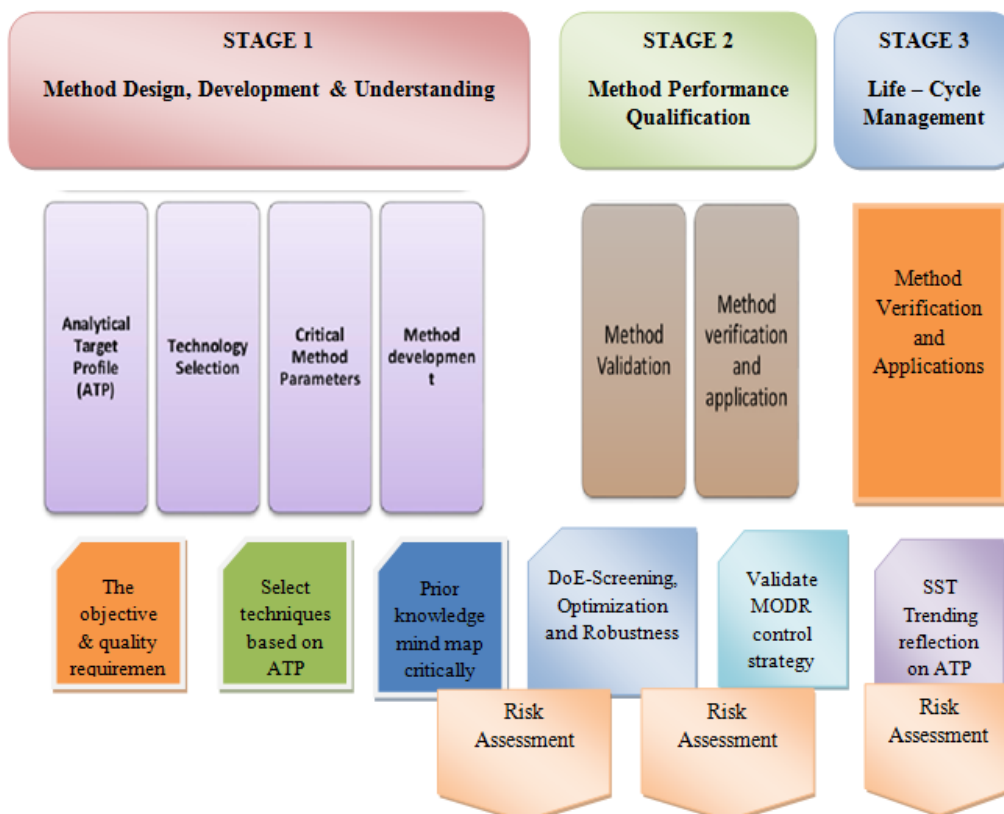 STAGE 1
Method Design, Development & Understanding
STAGE 2
Method Performance
Qualification
STAGE 3
Life – Cycle
Management
Analytical
Target
Profile
(ATP)
Technology
Selection
Critical
Method
Parameters
Method
developmen
t
Method
Validation
Method
verification
and
application
Method
Verification
and
Applications
The
objective
& quality
requiremen
Select
techniques
based on
ATP
Prior
knowledge
mind map
critically
DoE-Screening,
Optimization
and Robustness
Validate
MODR
control
strategy
SST
Trending
reflection
on ATP
Risk
Assessment
Risk
Assessment
Risk
Assessment